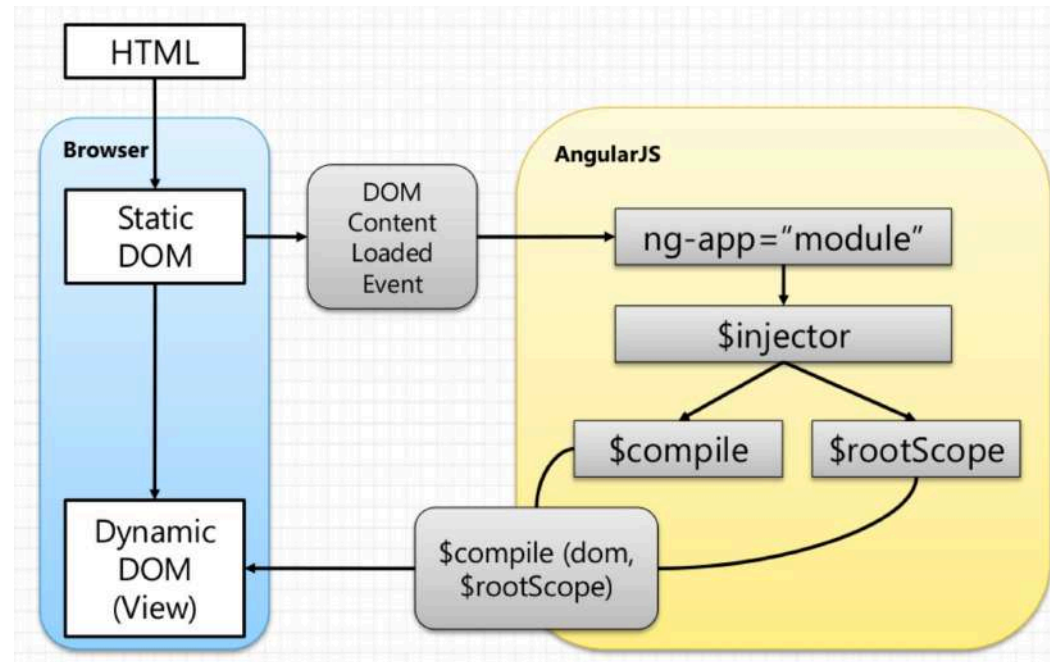 HTML
Browser
Static
DOM
DOM
Content
Loaded
Event
AngularJS
ng-app=“module”
$injector
$compile
$rootScope
Dynamic
DOM
(View)
$compile (dom,
$rootScope)